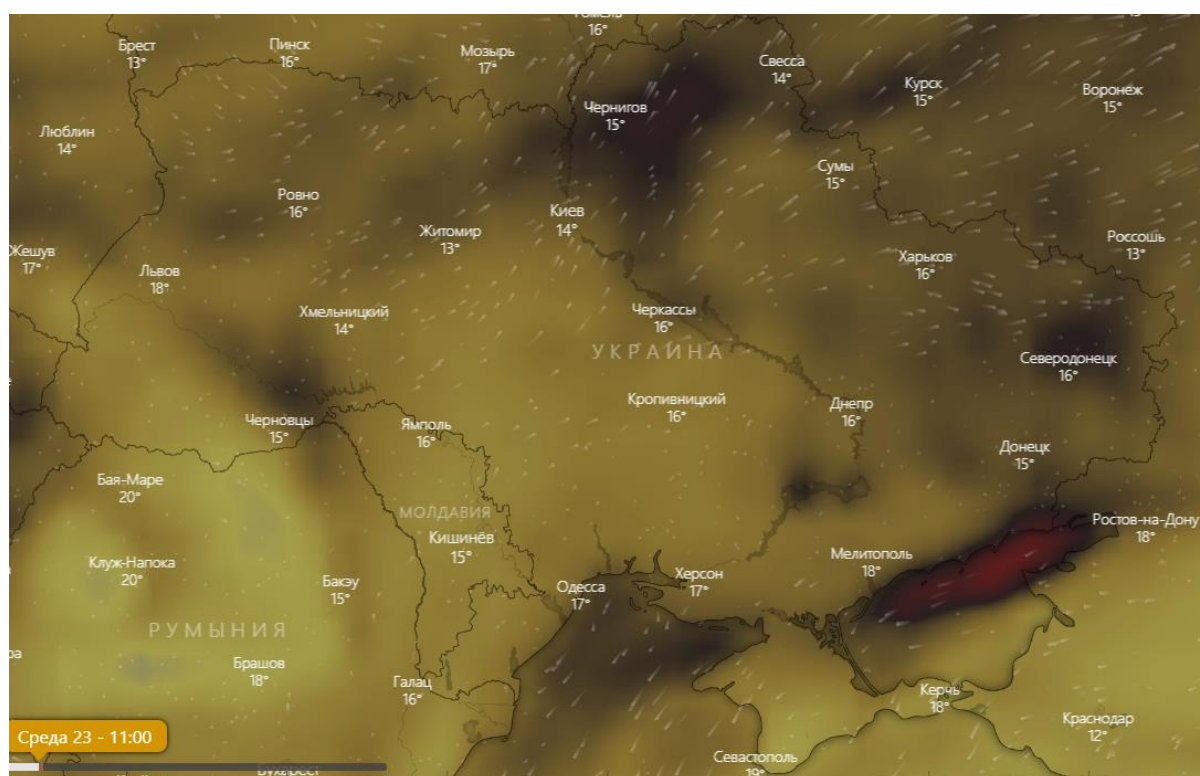 Гомель
16°
Брест
13°
Пинск
16°
Мозырь
17°
Свесса
14°
Курск
15°
Воронеж
15°
Чернигов
15°
Люблин
14°
Сумы
15°
Ровно
16°
Киев
14°
Житомир
13°
Россошь
13°
Жешув
17°
Львов
18°
Харьков
16°
Хмельницкий
14°
Черкассы
16°
УКРАИНА
Северодонецк
16°
Кропивницкий
16°
Днепр
16°
Черновцы
15°
Ямполь
16°
Донецк
15°
Бая-Маре
20°
МОЛДАВИЯ
Кишинёв
15°
Ростов-на-Дону
18°
Клуж-Напока
20°
Мелитополь
18°
Бакэу
15°
Одесса
17°
Херсон
17°
РУМЫНИЯ
Брашов
18°
Галац
16°
Керчь
18°
Краснодар
12°
Среда 23 - 11:00
Севастополь
19°
Бухарест